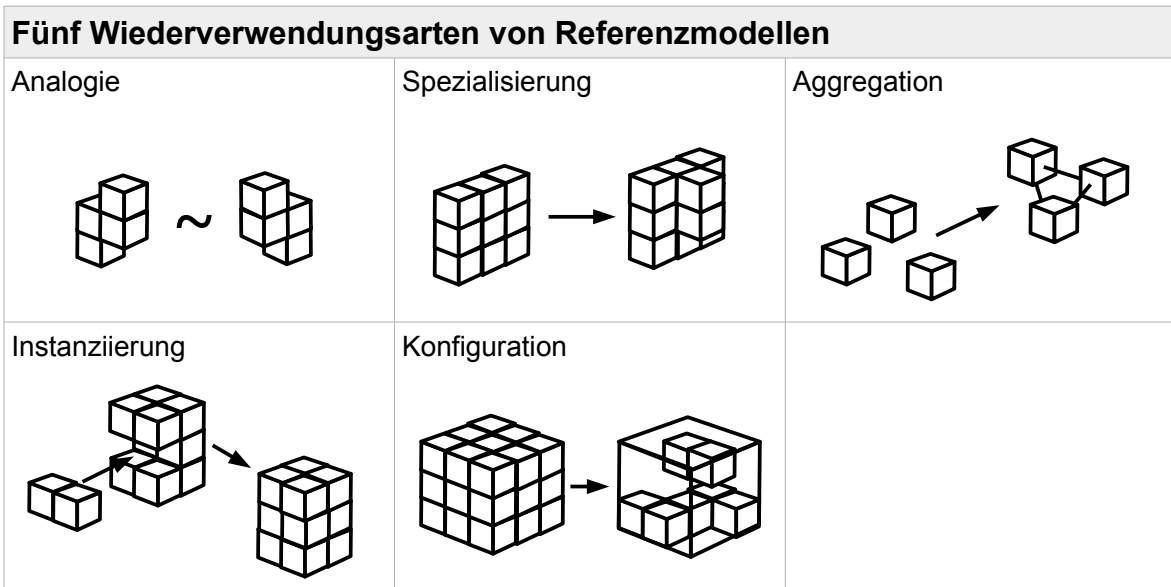 Fünf Wiederverwendungsarten von Referenzmodellen
Analogie
Spezialisierung
Aggregation
~
Instanziierung
Konfiguration